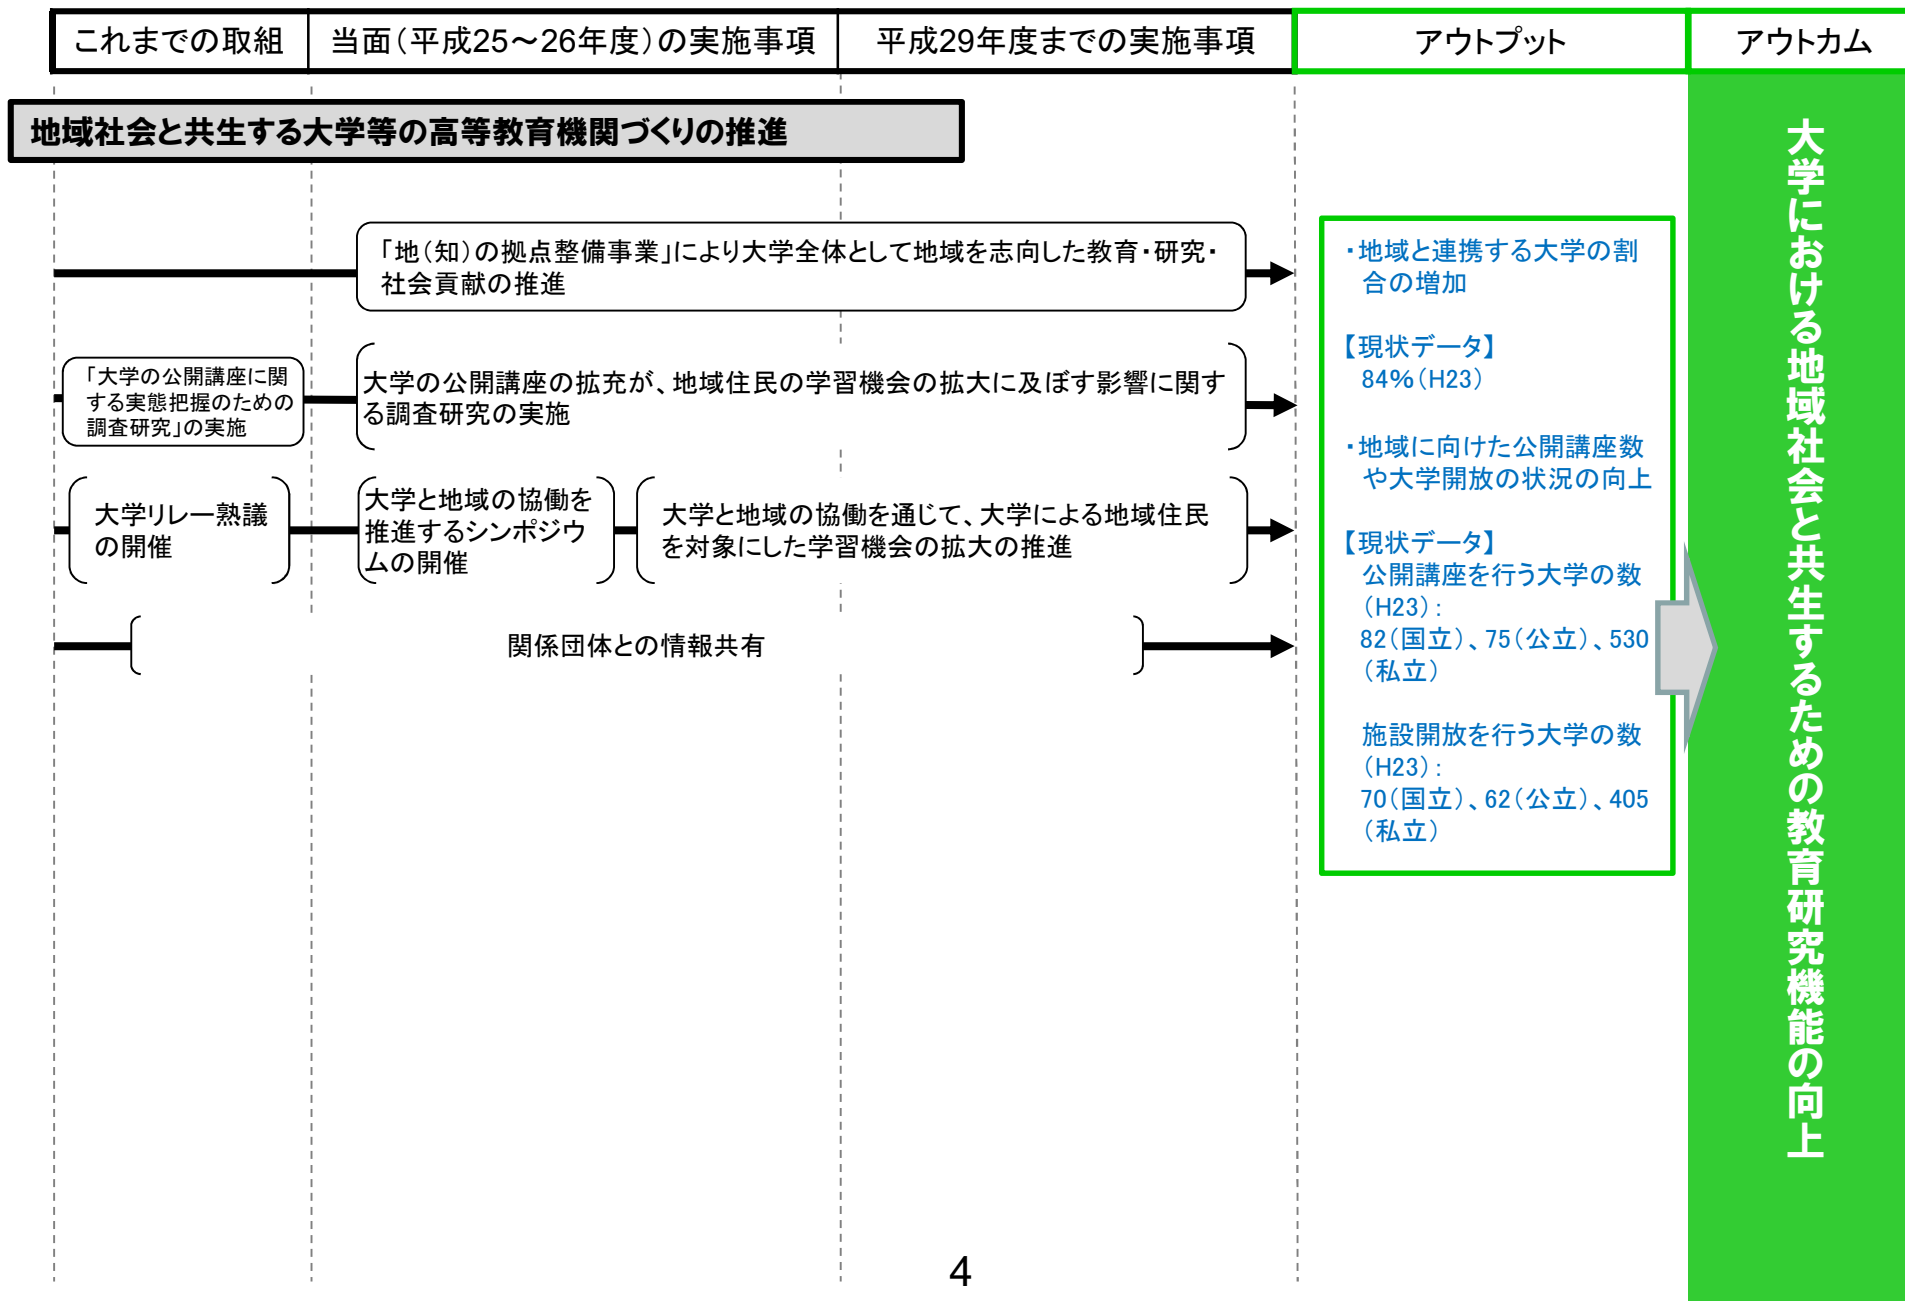 これまでの取組
当面（平成25～26年度）の実施事項
平成29年度までの実施事項
アウトプット
アウトカム
地域社会と共生する大学等の高等教育機関づくりの推進
「地（知）の拠点整備事業」により大学全体として地域を志向した教育・研究・
社会貢献の推進
「大学の公開講座に関
する実態把握のための
調査研究」の実施
大学の公開講座の拡充が、地域住民の学習機会の拡大に及ぼす影響に関す
る調査研究の実施
大学リレー熟議
の開催
大学と地域の協働を
推進するシンポジウ
ムの開催
大学と地域の協働を通じて、大学による地域住民
を対象にした学習機会の拡大の推進
関係団体との情報共有
・地域と連携する大学の割
合の増加
【現状データ】
84%（H23）
・地域に向けた公開講座数
や大学開放の状況の向上
【現状データ】
公開講座を行う大学の数
（H23）：
82（国立）、75（公立）、530
（私立）
施設開放を行う大学の数
（H23）：
70（国立）、62（公立）、405
（私立）
大学における地域社会と共生するための教育研究機能の向上
4